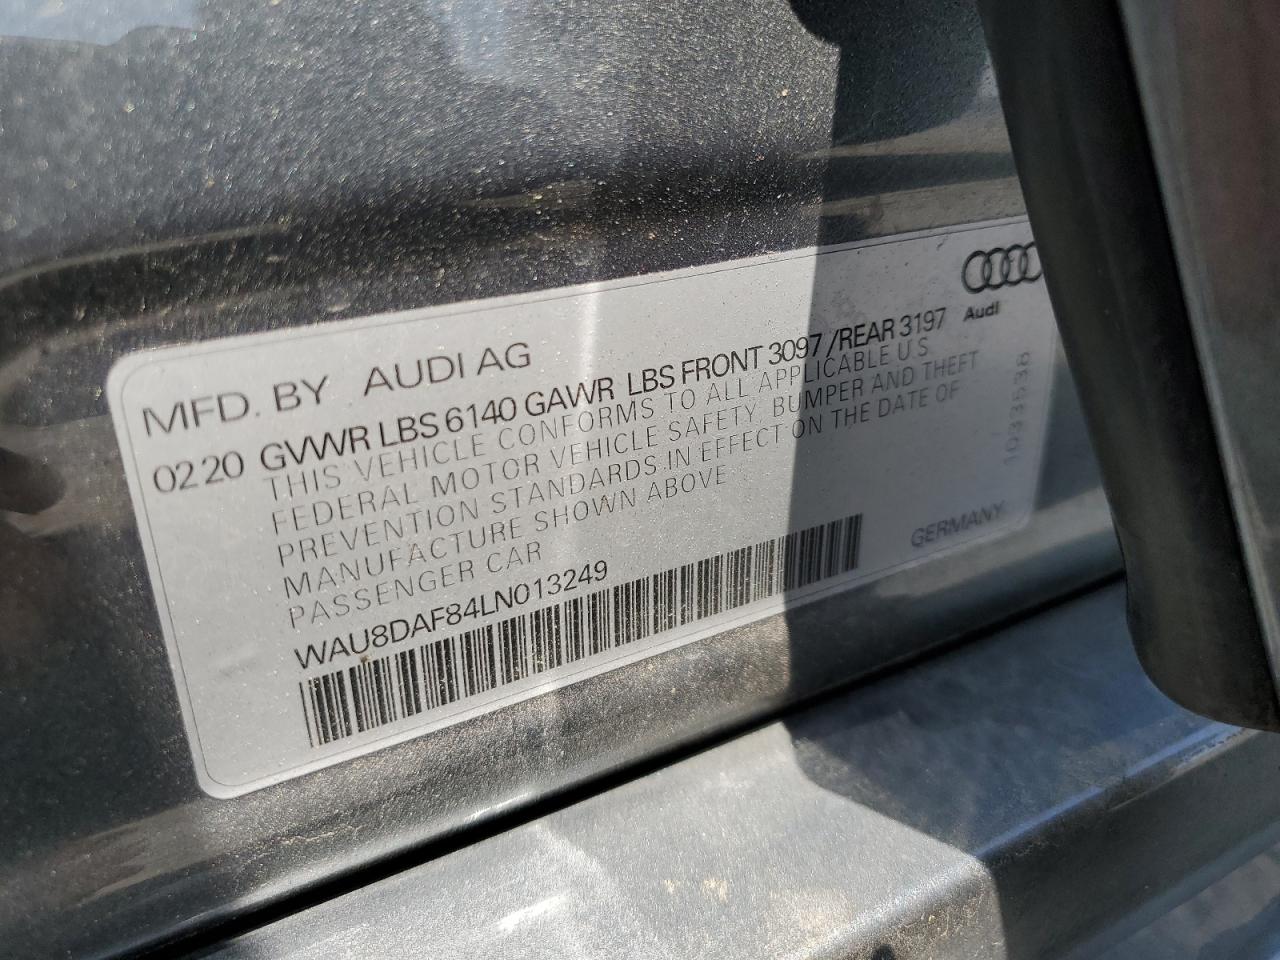 MFD. BY AUDI AG
Audi
02.20 GVWR LBS 6140 GAWR LBS FRONT 3097 /REAR 3197
THIS VEHICLE CONFORMS TO ALL APPLICABLE U.S
FEDERAL MOTOR VEHICLE SAFETY, BUMPER AND THEFT
PREVENTION STANDARDS IN EFFECT ON THE DATE OF
MANUFACTURE SHOWN ABOVE
PASSENGER CAR
WAU8DAF84LN013249
GERMANY
1033536